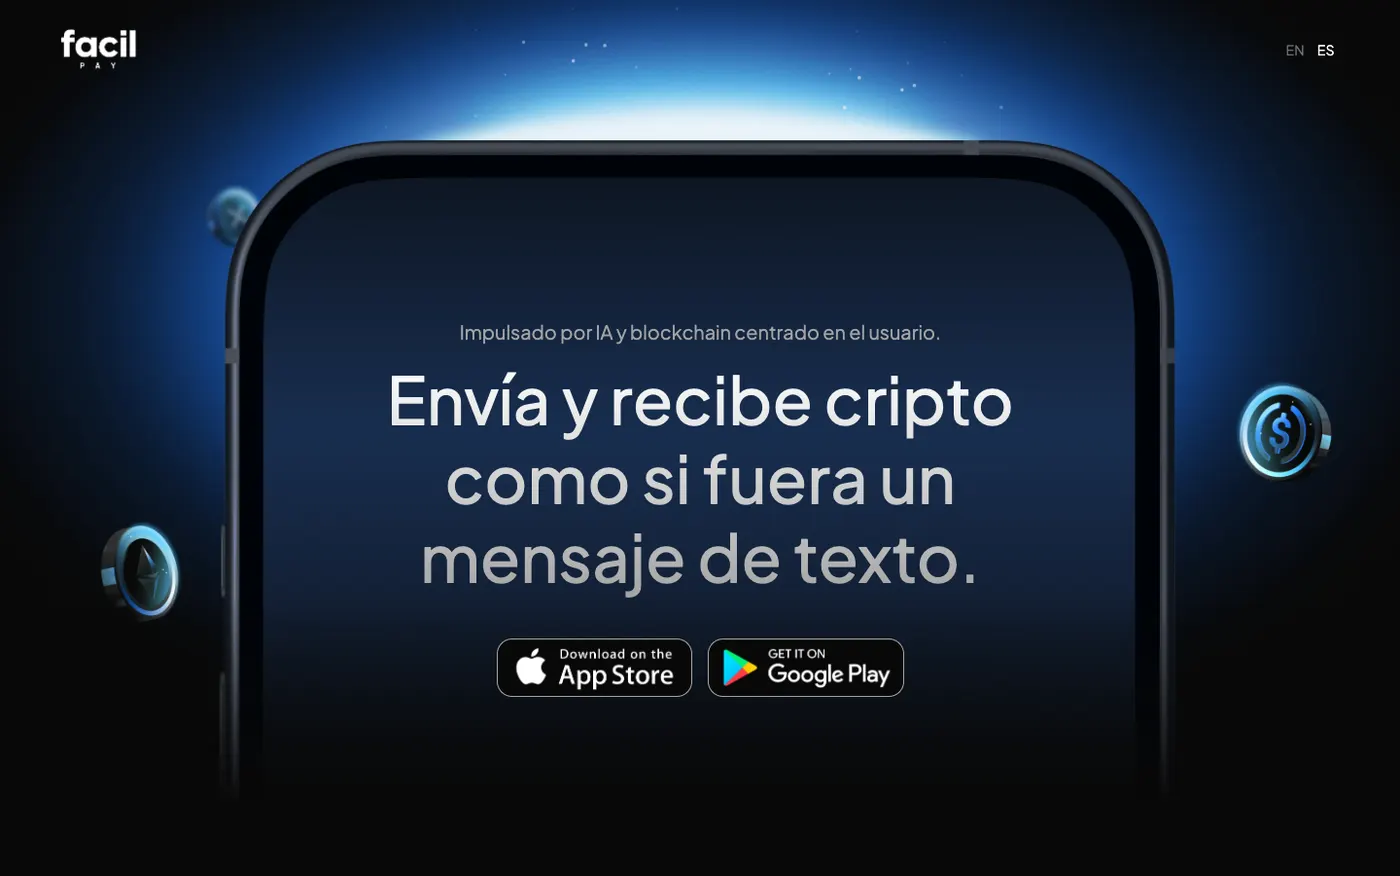 facil
PAY
EN ES
Impulsado por IA y blockchain centrado en el usuario.
Envía y recibe cripto
como si fuera un
mensaje de texto.
Download on the
App Store
GET IT ON
Google Play